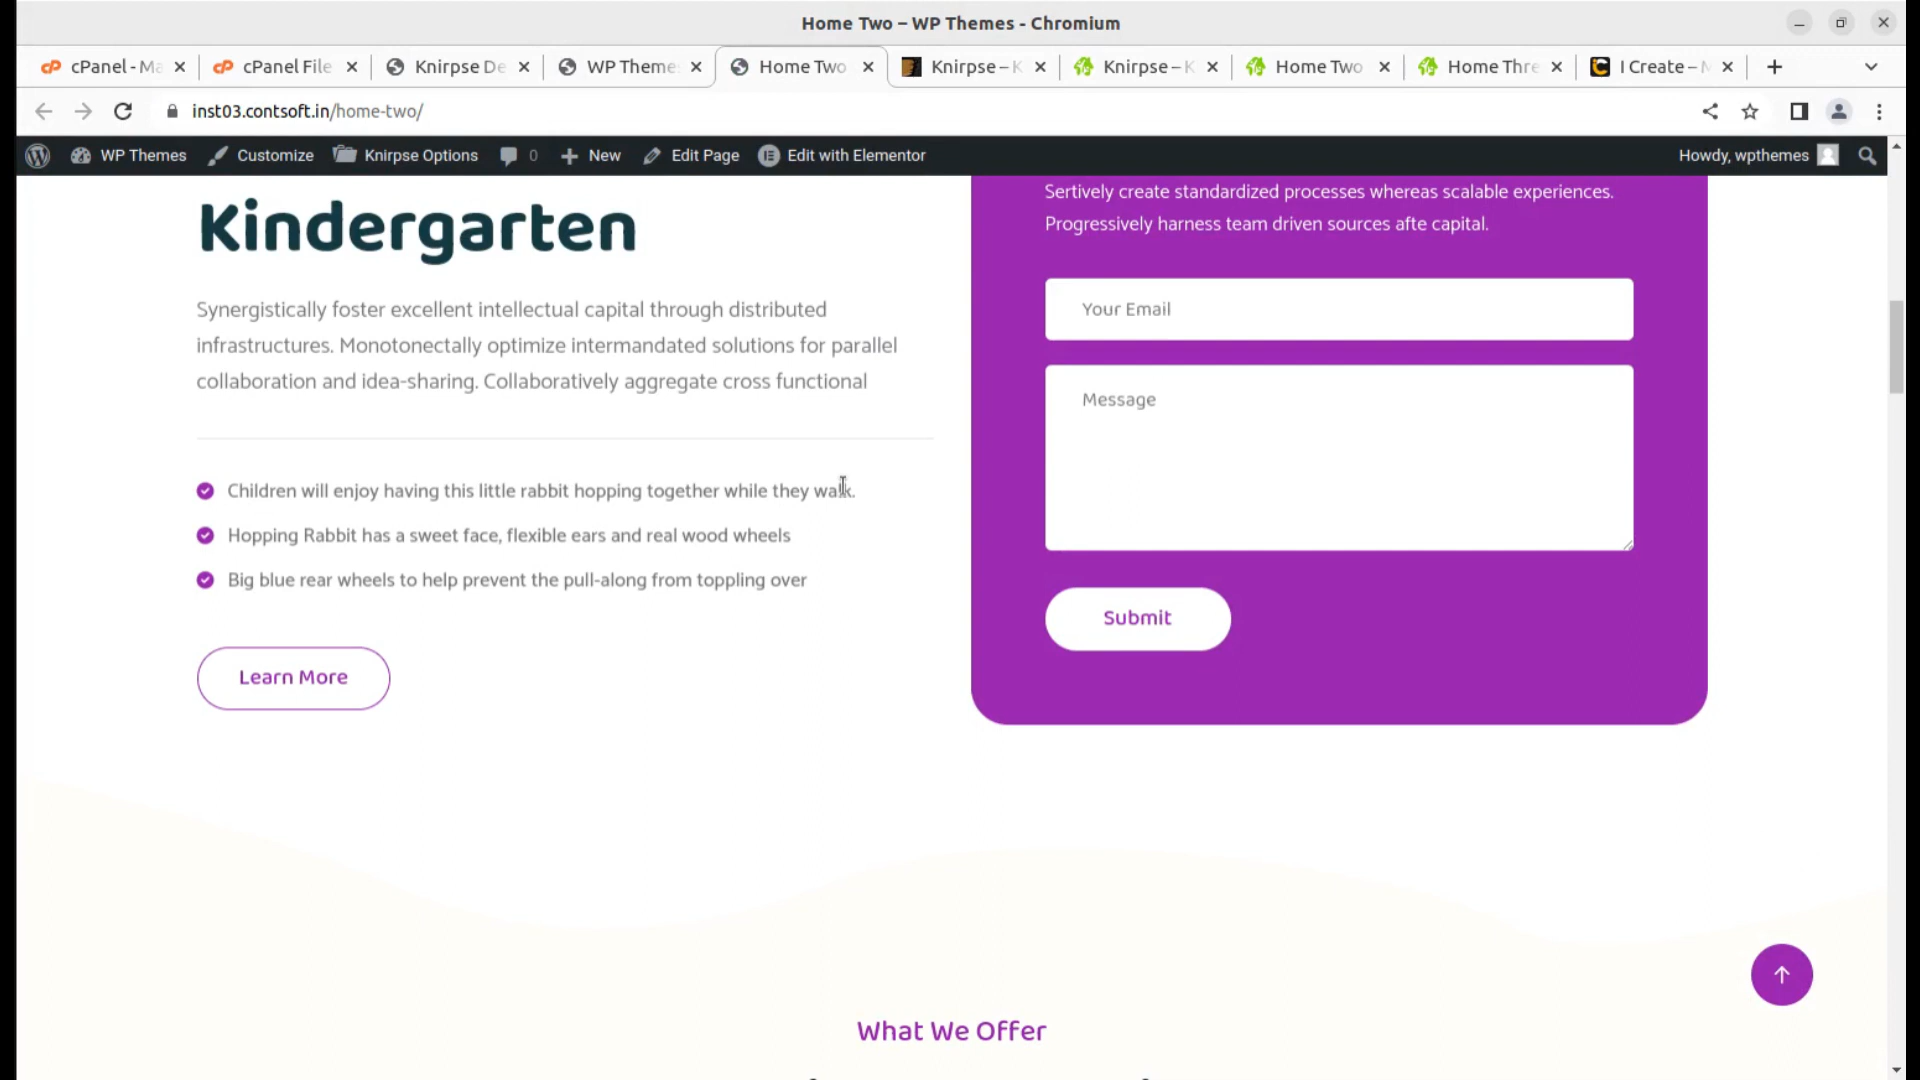 Home Two – WP Themes - Chromium
cPanel - Ma
cPanel File
Knirpse De
WP Theme
Home Two
Knirpse – K
Knirpse – K
Home Two
Home Thre
I Create – M
inst03.contsoft.in/home-two/
WP Themes
Customize
Knirpse Options
0
New
Edit Page
Edit with Elementor
Howdy, wpthemes
Kindergarten
Synergistically foster excellent intellectual capital through distributed
infrastructures. Monotonectally optimize intermandated solutions for parallel
collaboration and idea-sharing. Collaboratively aggregate cross functional
Children will enjoy having this little rabbit hopping together while they walk.
Hopping Rabbit has a sweet face, flexible ears and real wood wheels
Big blue rear wheels to help prevent the pull-along from toppling over
Learn More
Sertively create standardized processes whereas scalable experiences.
Progressively harness team driven sources afte capital.
Your Email
Message
Submit
What We Offer